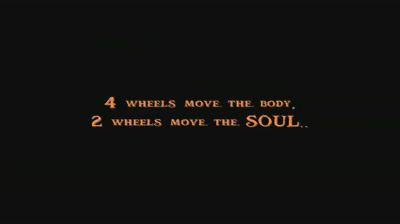 4 WHEELS MOVE THE BODY,
2 WHEELS MOVE THE SOUL..